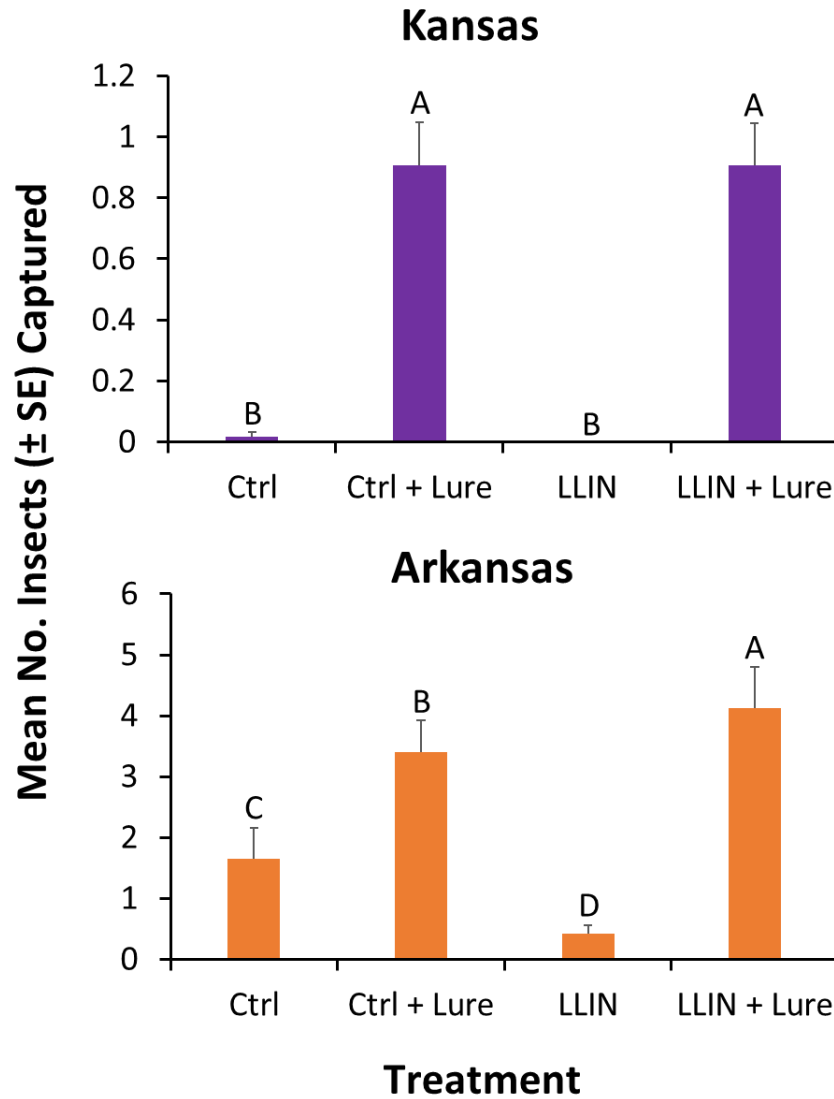 Kansas
Mean No. Insects (± SE) Captured
1.2
1
0.8
0.6
0.4
0.2
0
B
A
B
A
Ctrl
Ctrl + Lure
LLIN
LLIN + Lure
Arkansas
6
5
4
3
2
1
0
C
B
D
A
Ctrl
Ctrl + Lure
LLIN
LLIN + Lure
Treatment